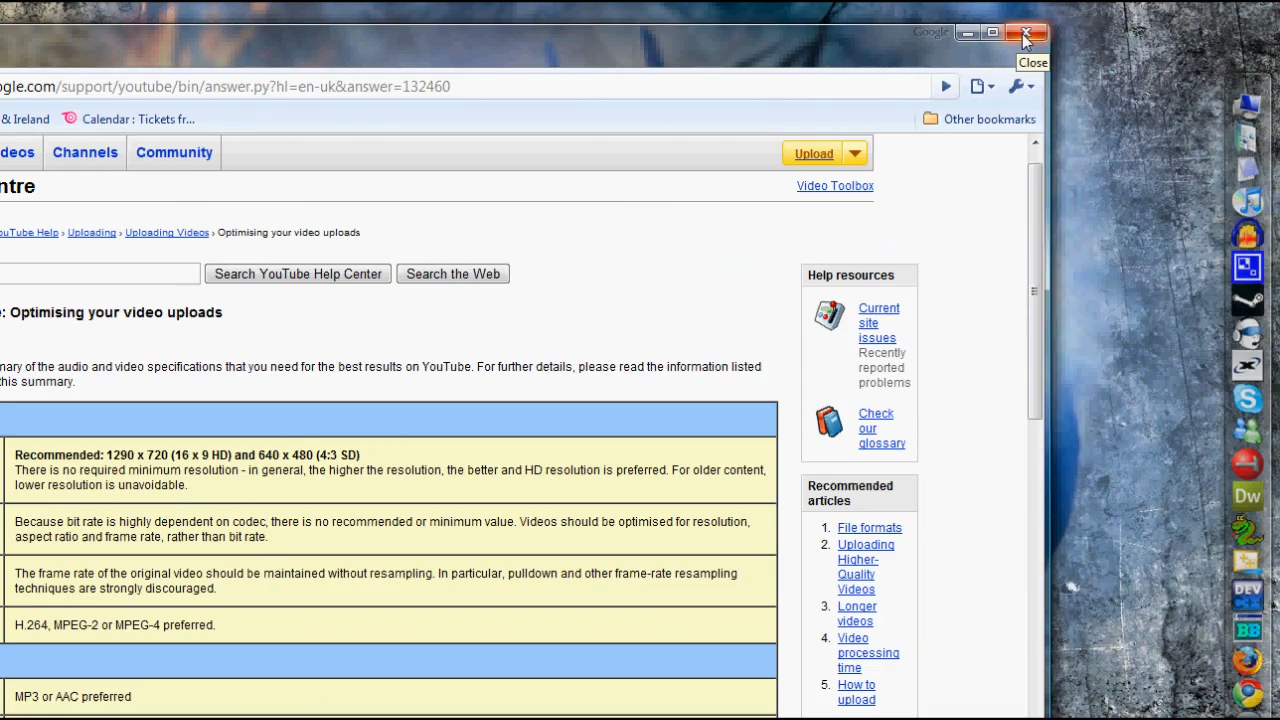 Google
Close
gle.com/support/youtube/bin/answer.py?hl=en-uk&answer=132460
& Ireland
Calendar : Tickets fr...
Other bookmarks
deos
Channels
Community
Upload
ntre
Video Toolbox
ouTube Help › Uploading › Uploading Videos › Optimising your video uploads
Search YouTube Help Center
Search the Web
Help resources
: Optimising your video uploads
Current
site
issues
Recently
reported
problems
Check
our
glossary
mary of the audio and video specifications that you need for the best results on YouTube. For further details, please read the information listed
this summary.
Recommended: 1290 x 720 (16 x 9 HD) and 640 x 480 (4:3 SD)
There is no required minimum resolution - in general, the higher the resolution, the better and HD resolution is preferred. For older content,
lower resolution is unavoidable.
Because bit rate is highly dependent on codec, there is no recommended or minimum value. Videos should be optimised for resolution,
aspect ratio and frame rate, rather than bit rate.
The frame rate of the original video should be maintained without resampling. In particular, pulldown and other frame-rate resampling
techniques are strongly discouraged.
H.264, MPEG-2 or MPEG-4 preferred.
MP3 or AAC preferred
Recommended
articles
1. File formats
2. Uploading
Higher-
Quality
Videos
3. Longer
videos
4. Video
processing
time
5. How to
upload
Dw
DEV
BB